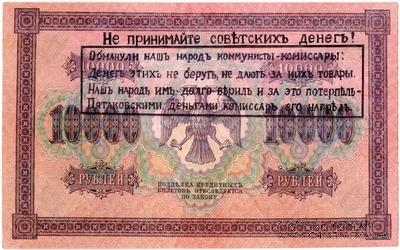 Не принимайте совѣтскихъ денегъ!
Обманули нашъ народъ коммунисты-комиссары:
Денегъ этихъ не берутъ, не даютъ за нихъ товары.
Нашъ народъ имъ долго вѣрилъ и за это потерпѣлъ-
Пятаковскими деньгами комиссаръ его нагрѣлъ.
10000 10000
РУБЛЕЙ РУБЛЕЙ
ПОДДѢЛКА КРЕДИТНЫХЪ
БИЛЕТОВЪ ПРЕСЛѢДУЕТСЯ
ПО ЗАКОНУ.